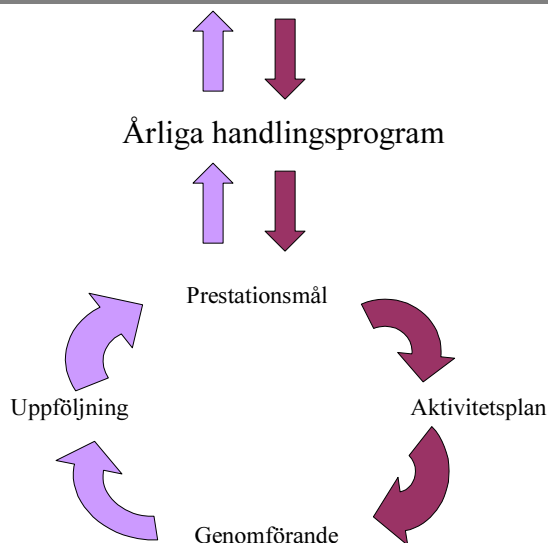 Årliga handlingsprogram
Prestationsmål
Uppföljning
Aktivitetsplan
Genomförande